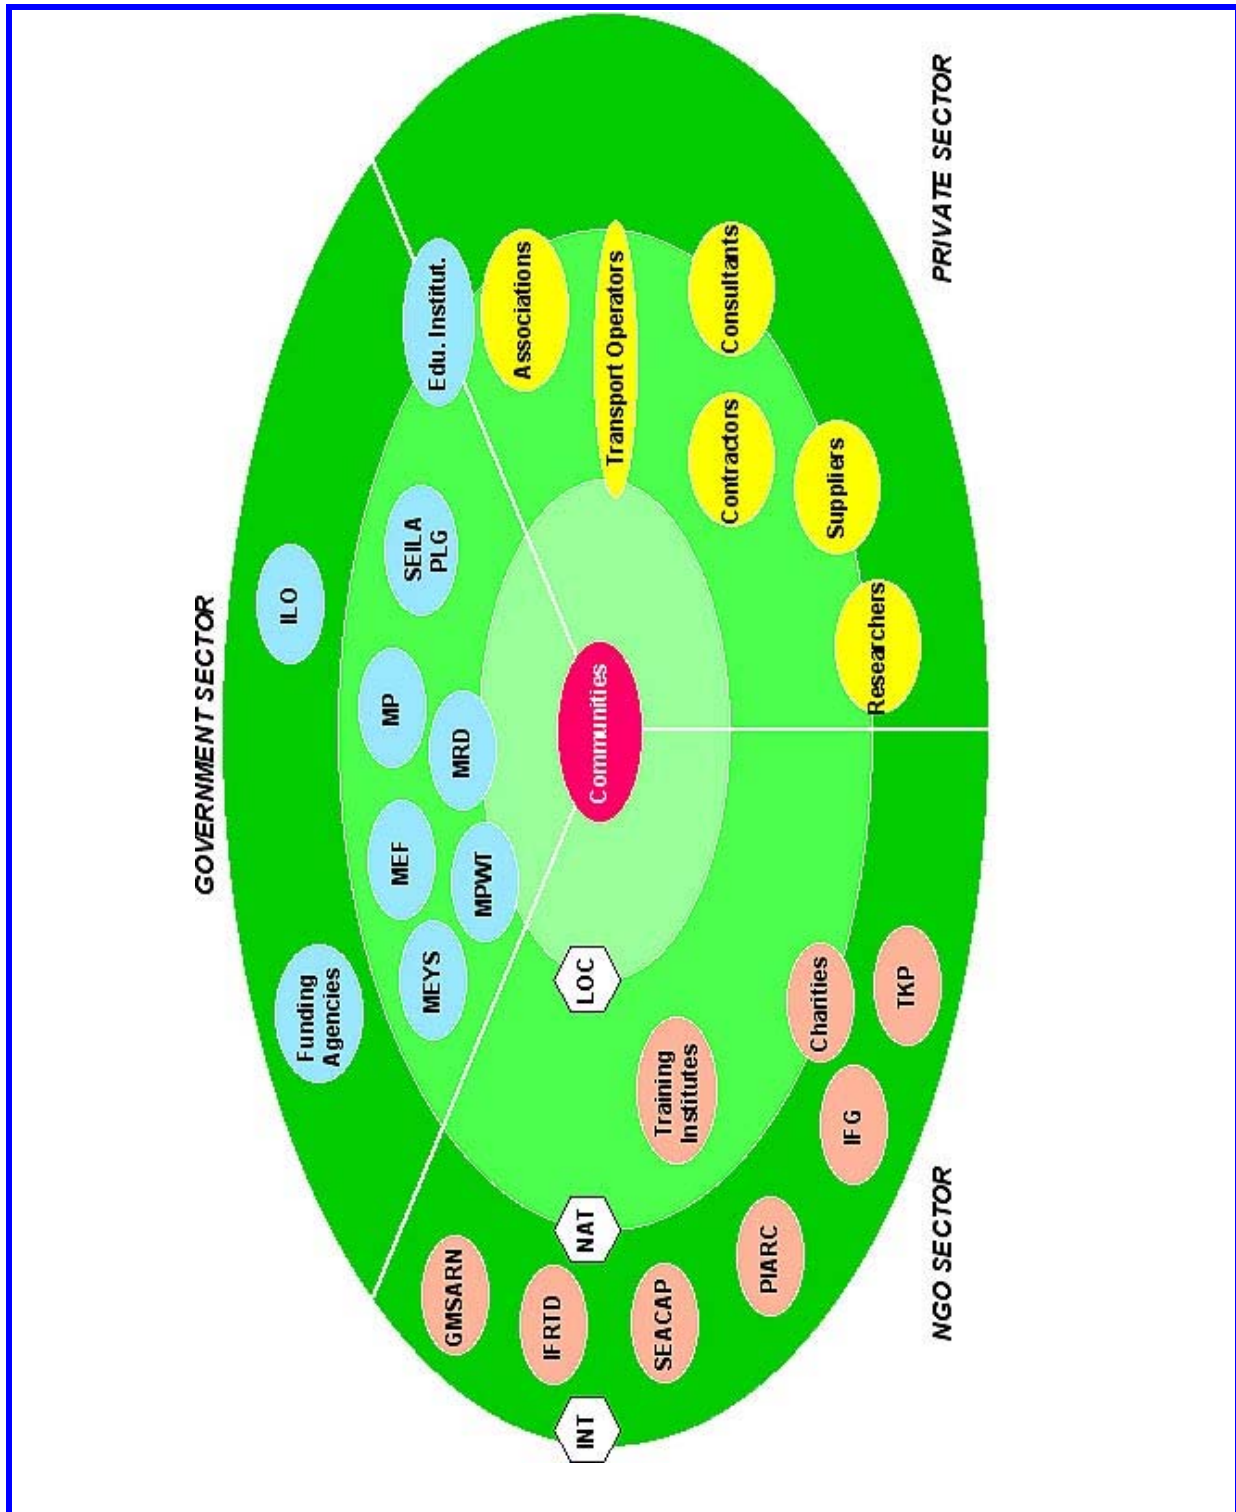 GOVERNMENT SECTOR
Funding
Agencies
ILO
MEYS
MEF
MP
SEILA
PLG
Edu. Institut.
MPWT
MRD
GMSARN
Associations
IFRTD
INT
NAT
LOC
Communities
Transport Operators
SEACAP
Training
Institutes
Contractors
Consultants
PIARC
Charities
Suppliers
IFG
Researchers
TKP
NGO SECTOR
PRIVATE SECTOR